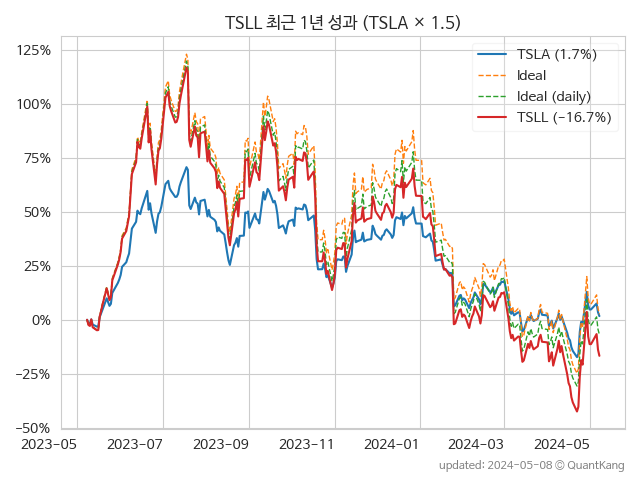 TSLL 최근 1년 성과 (TSLA × 1.5)
125%
100%
75%
50%
25%
0%
−25%
−50%
TSLA (1.7%)
Ideal
Ideal (daily)
TSLL (−16.7%)
2023-05
2023-07
2023-09
2023-11
2024-01
2024-03
2024-05
updated: 2024-05-08 © QuantKang